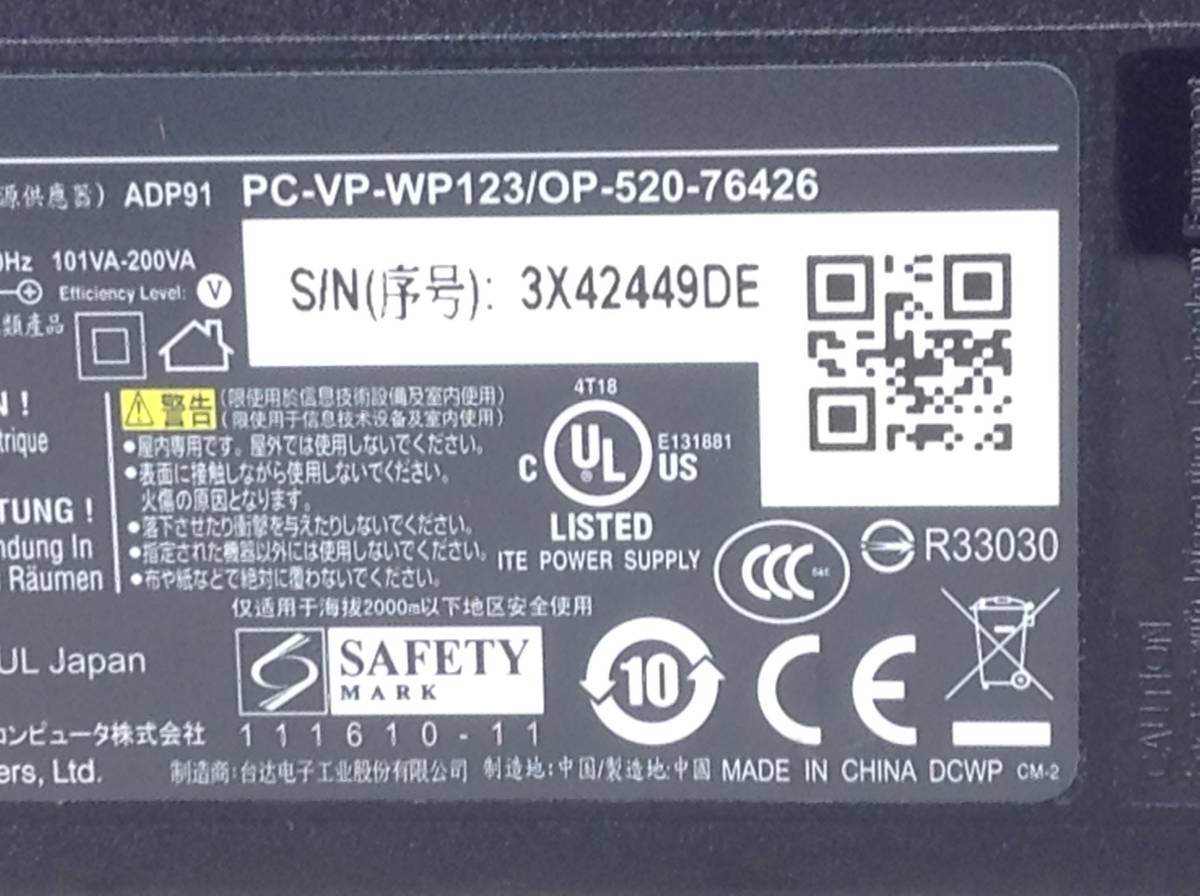 源供應器) ADP91 PC-VP-WP123/OP-520-76426
0Hz 101VA-200VA
S/N(序号): 3X42449DE
Efficiency Level: V
類產品
4T18
C UL US E131881
LISTED
ITE POWER SUPPLY
N !
trique
TUNG !
ndung In
Räumen
警告 (限使用於信息技術設備及室内使用)
(限使用于信息技术设备及室内使用)
●屋内専用です。屋外では使用しないでください。
●表面に接触しながら使用しないでください。
火傷の原因となります。
●落下させたり衝撃を与えたりしないでください。
●指定された機器以外には使用しないでください。
●布や紙などで絶対に覆わないでください。
CCC S&E
R33030
仅适用于海拔2000m以下地区安全使用
UL Japan
SAFETY
MARK
111610-11
10
CE
コンピュータ株式会社
ers, Ltd.
制造商:台达电子工业股份有限公司 制造地:中国/製造地:中國 MADE IN CHINA DCWP CM-2
CAUTION